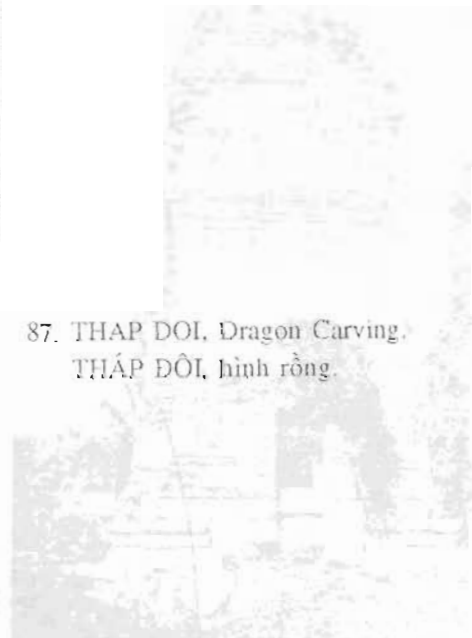 87. THAP DOI, Dragon Carving.
THÁP ĐÔI, hình rồng.